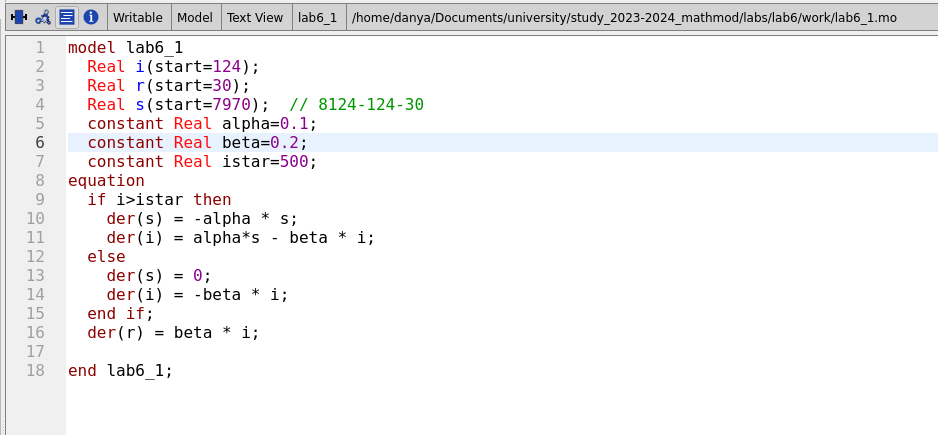 Writable Model Text View lab6_1 /home/danya/Documents/university/study_2023-2024_mathmod/labs/lab6/work/lab6_1.mo
1 model lab6_1
2   Real i(start=124);
3   Real r(start=30);
4   Real s(start=7970);  // 8124-124-30
5   constant Real alpha=0.1;
6   constant Real beta=0.2;
7   constant Real istar=500;
8 equation
9   if i>istar then
10     der(s) = -alpha * s;
11     der(i) = alpha*s - beta * i;
12   else
13     der(s) = 0;
14     der(i) = -beta * i;
15   end if;
16   der(r) = beta * i;
17
18 end lab6_1;